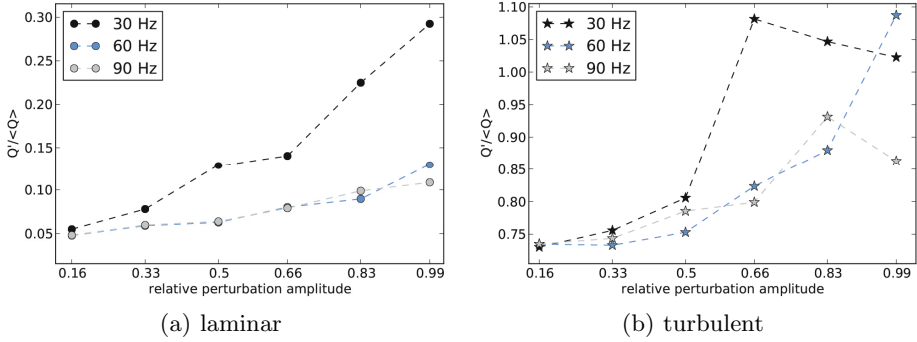 0.30
0.25
0.20
0.15
0.10
0.05
Q'/<Q>
30 Hz
60 Hz
90 Hz
0.16 0.33 0.5 0.66 0.83 0.99
relative perturbation amplitude
(a) laminar
1.10
1.05
1.00
0.95
0.90
0.85
0.80
0.75
0.70
Q'/<Q>
30 Hz
60 Hz
90 Hz
0.16 0.33 0.5 0.66 0.83 0.99
relative perturbation amplitude
(b) turbulent